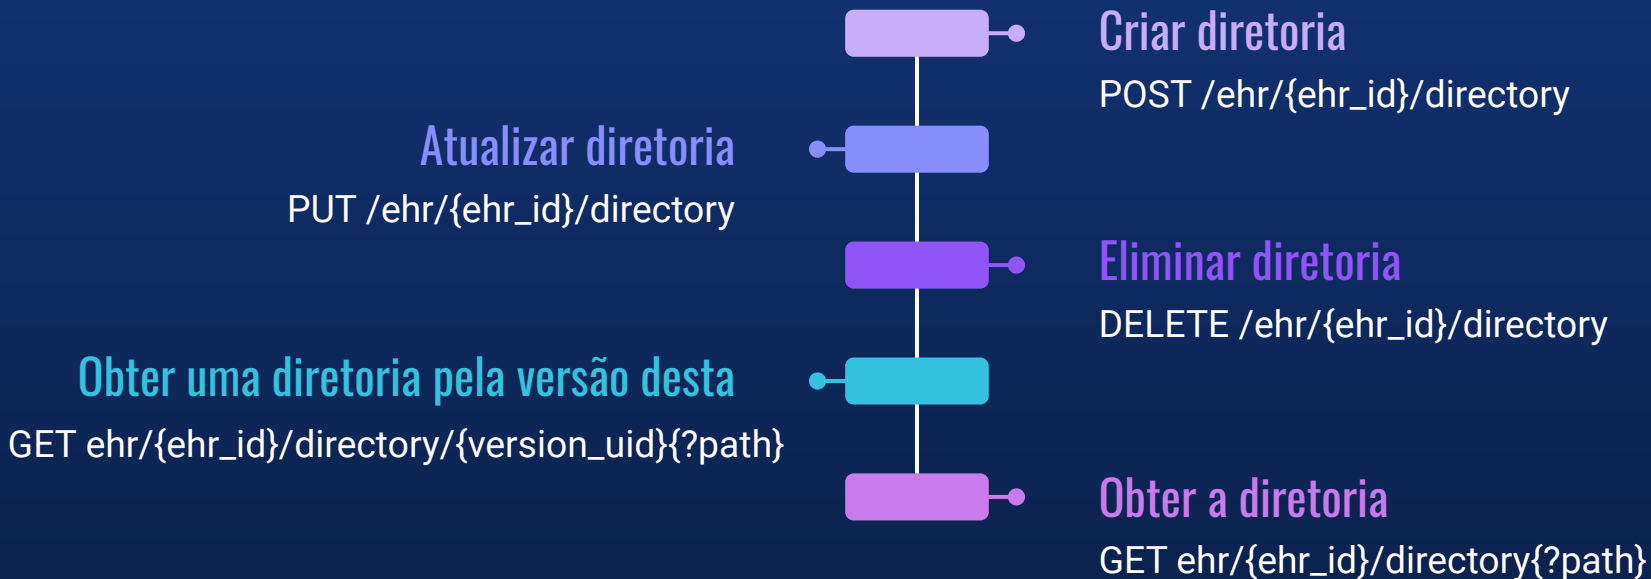 Criar diretoria
POST /ehr/{ehr_id}/directory
Atualizar diretoria
PUT /ehr/{ehr_id}/directory
Eliminar diretoria
DELETE /ehr/{ehr_id}/directory
Obter uma diretoria pela versão desta
GET ehr/{ehr_id}/directory/{version_uid}{?path}
Obter a diretoria
GET ehr/{ehr_id}/directory{?path}